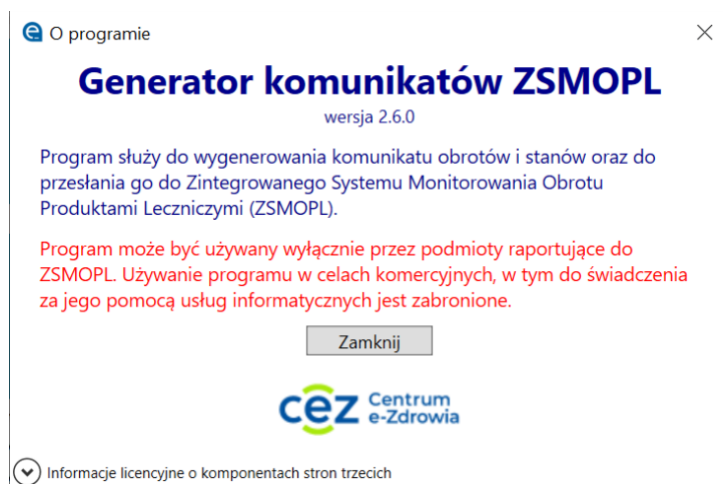 O programie
Generator komunikatów ZSMOPL
wersja 2.6.0
Program służy do wygenerowania komunikatu obrotów i stanów oraz do
przesłania go do Zintegrowanego Systemu Monitorowania Obrotu
Produktami Leczniczymi (ZSMOPL).
Program może być używany wyłącznie przez podmioty raportujące do
ZSMOPL. Używanie programu w celach komercyjnych, w tym do świadczenia
za jego pomocą usług informatycznych jest zabronione.
Zamknij
cez Centrum
e-Zdrowia
Informacje licencyjne o komponentach stron trzecich